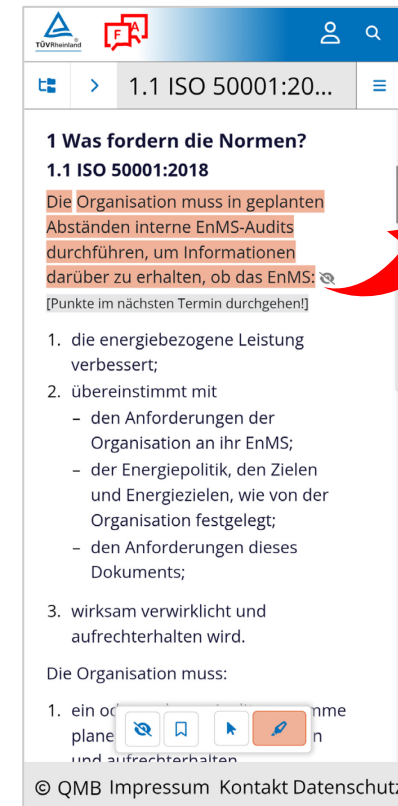 TÜVRheinland
F A
1.1 ISO 50001:20...
1 Was fordern die Normen?
1.1 ISO 50001:2018
Die Organisation muss in geplanten
Abständen interne EnMS-Audits
durchführen, um Informationen
darüber zu erhalten, ob das EnMS:
[Punkte im nächsten Termin durchgehen!]
1. die energiebezogene Leistung
verbessert;
2. übereinstimmt mit
– den Anforderungen der
Organisation an ihr EnMS;
– der Energiepolitik, den Zielen
und Energiezielen, wie von der
Organisation festgelegt;
– den Anforderungen dieses
Dokuments;
3. wirksam verwirklicht und
aufrechterhalten wird.
Die Organisation muss:
1. ein
und aufrechterhalten
© QMB Impressum Kontakt Datenschutz